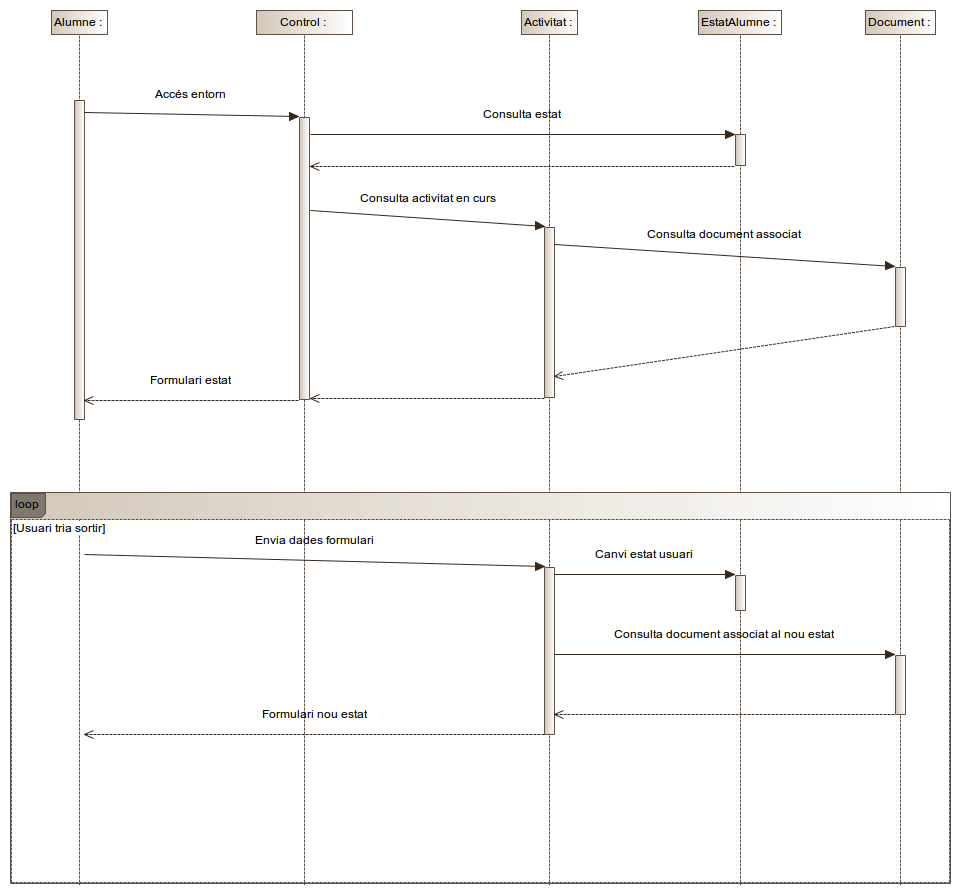 Alumne :
Control :
Activitat :
EstatAlumne :
Document :
Accés entorn
Consulta estat
Consulta activitat en curs
Consulta document associat
Formulari estat
loop
[Usuari tria sortir]
Envia dades formulari
Canvi estat usuari
Consulta document associat al nou estat
Formulari nou estat